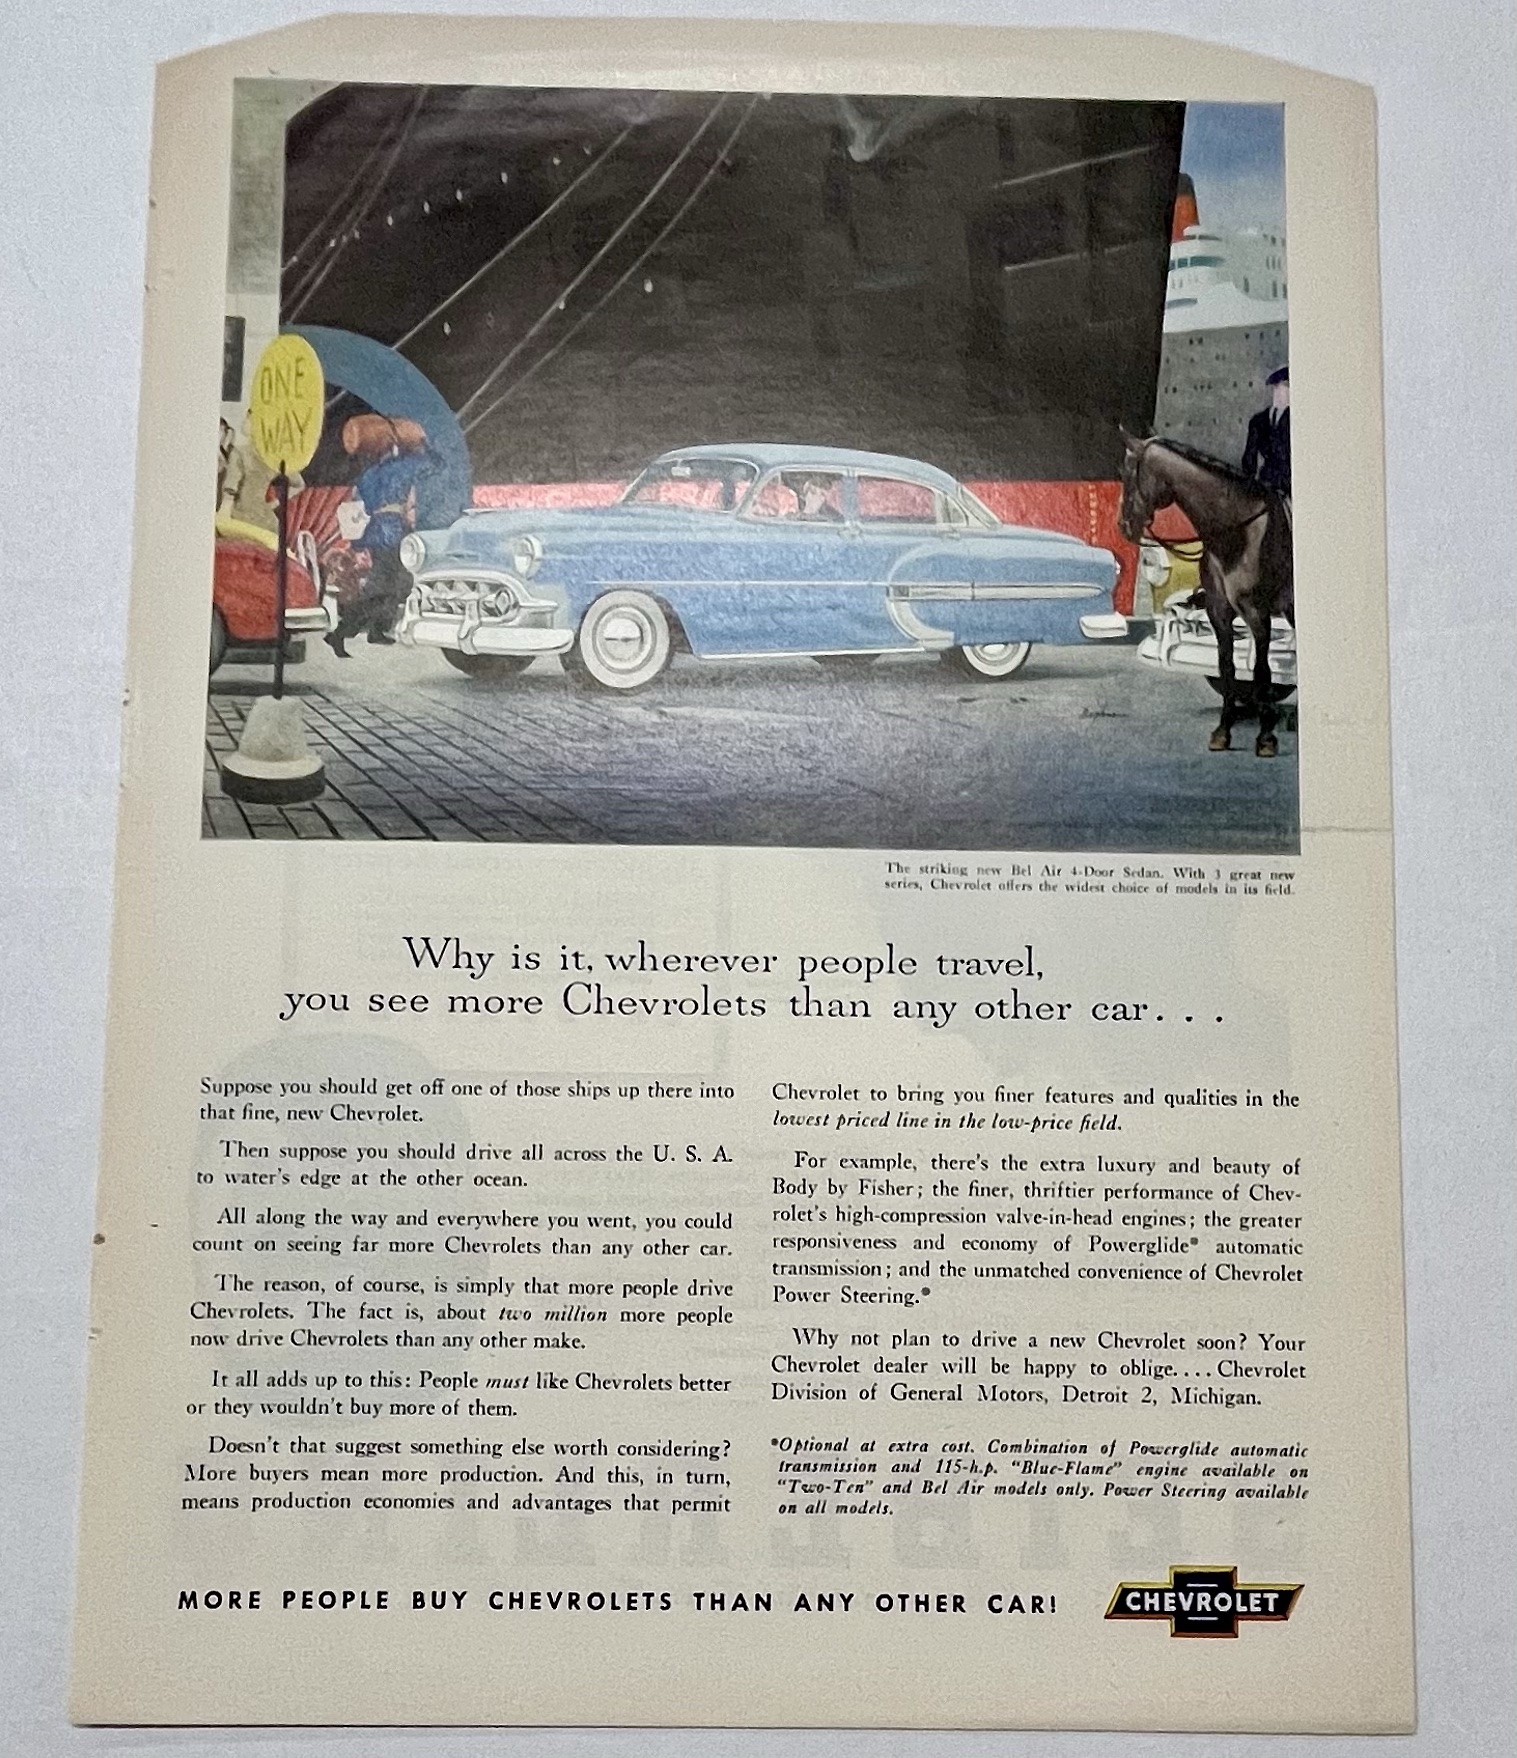 ONE
WAY
The striking new Bel Air 4-Door Sedan. With 3 great new
series, Chevrolet offers the widest choice of models in its field.
Why is it, wherever people travel,
you see more Chevrolets than any other car...
Suppose you should get off one of those ships up there into
that fine, new Chevrolet.
Then suppose you should drive all across the U. S. A.
to water's edge at the other ocean.
All along the way and everywhere you went, you could
count on seeing far more Chevrolets than any other car.
The reason, of course, is simply that more people drive
Chevrolets. The fact is, about two million more people
now drive Chevrolets than any other make.
It all adds up to this: People must like Chevrolets better
or they wouldn't buy more of them.
Doesn't that suggest something else worth considering?
More buyers mean more production. And this, in turn,
means production economies and advantages that permit
Chevrolet to bring you finer features and qualities in the
lowest priced line in the low-price field.
For example, there's the extra luxury and beauty of
Body by Fisher; the finer, thriftier performance of Chev-
rolet's high-compression valve-in-head engines; the greater
responsiveness and economy of Powerglide* automatic
transmission; and the unmatched convenience of Chevrolet
Power Steering.*
Why not plan to drive a new Chevrolet soon? Your
Chevrolet dealer will be happy to oblige.... Chevrolet
Division of General Motors, Detroit 2, Michigan.
*Optional at extra cost. Combination of Powerglide automatic
transmission and 115-h.p. "Blue-Flame" engine available on
"Two-Ten" and Bel Air models only. Power Steering available
on all models.
MORE PEOPLE BUY CHEVROLETS THAN ANY OTHER CAR!
CHEVROLET